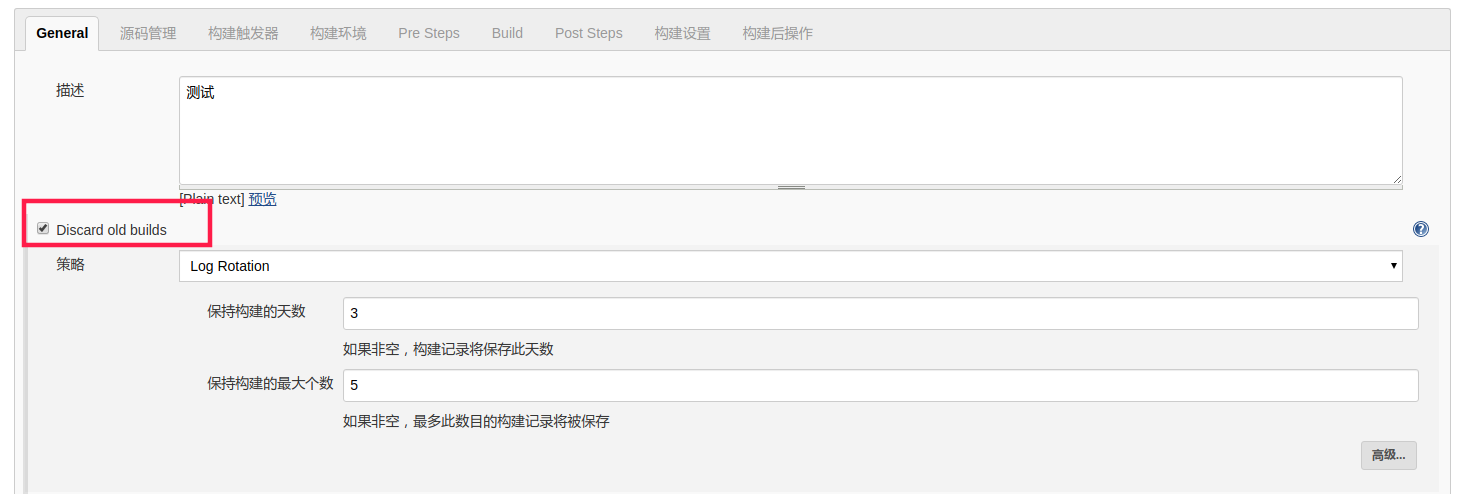 General 源码管理 构建触发器 构建环境 Pre Steps Build Post Steps 构建设置 构建后操作
描述 测试
[Plain text] 预览
Discard old builds
策略 Log Rotation
保持构建的天数 3
如果非空，构建记录将保存此天数
保持构建的最大个数 5
如果非空，最多此数目的构建记录将被保存
高级...